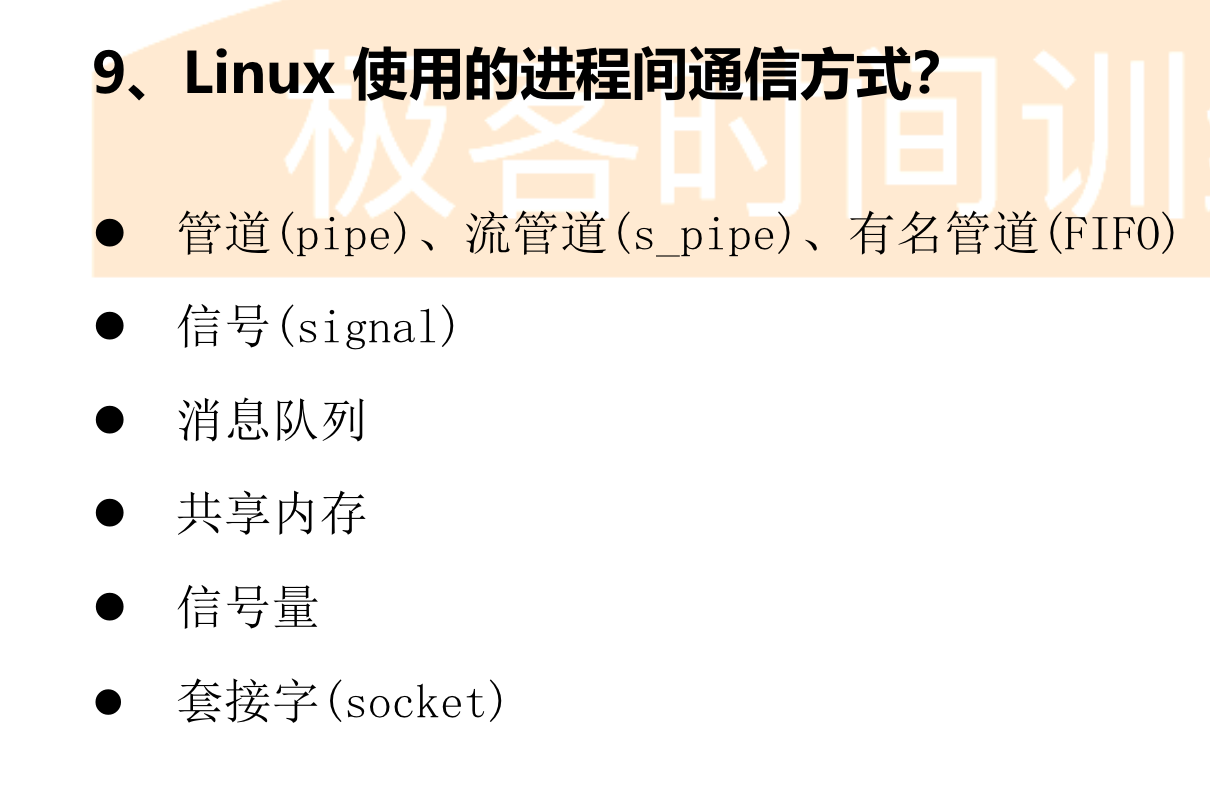 9、Linux 使用的进程间通信方式？
极客时间训
● 管道(pipe)、流管道(s_pipe)、有名管道(FIFO)
● 信号(signal)
● 消息队列
● 共享内存
● 信号量
● 套接字(socket)